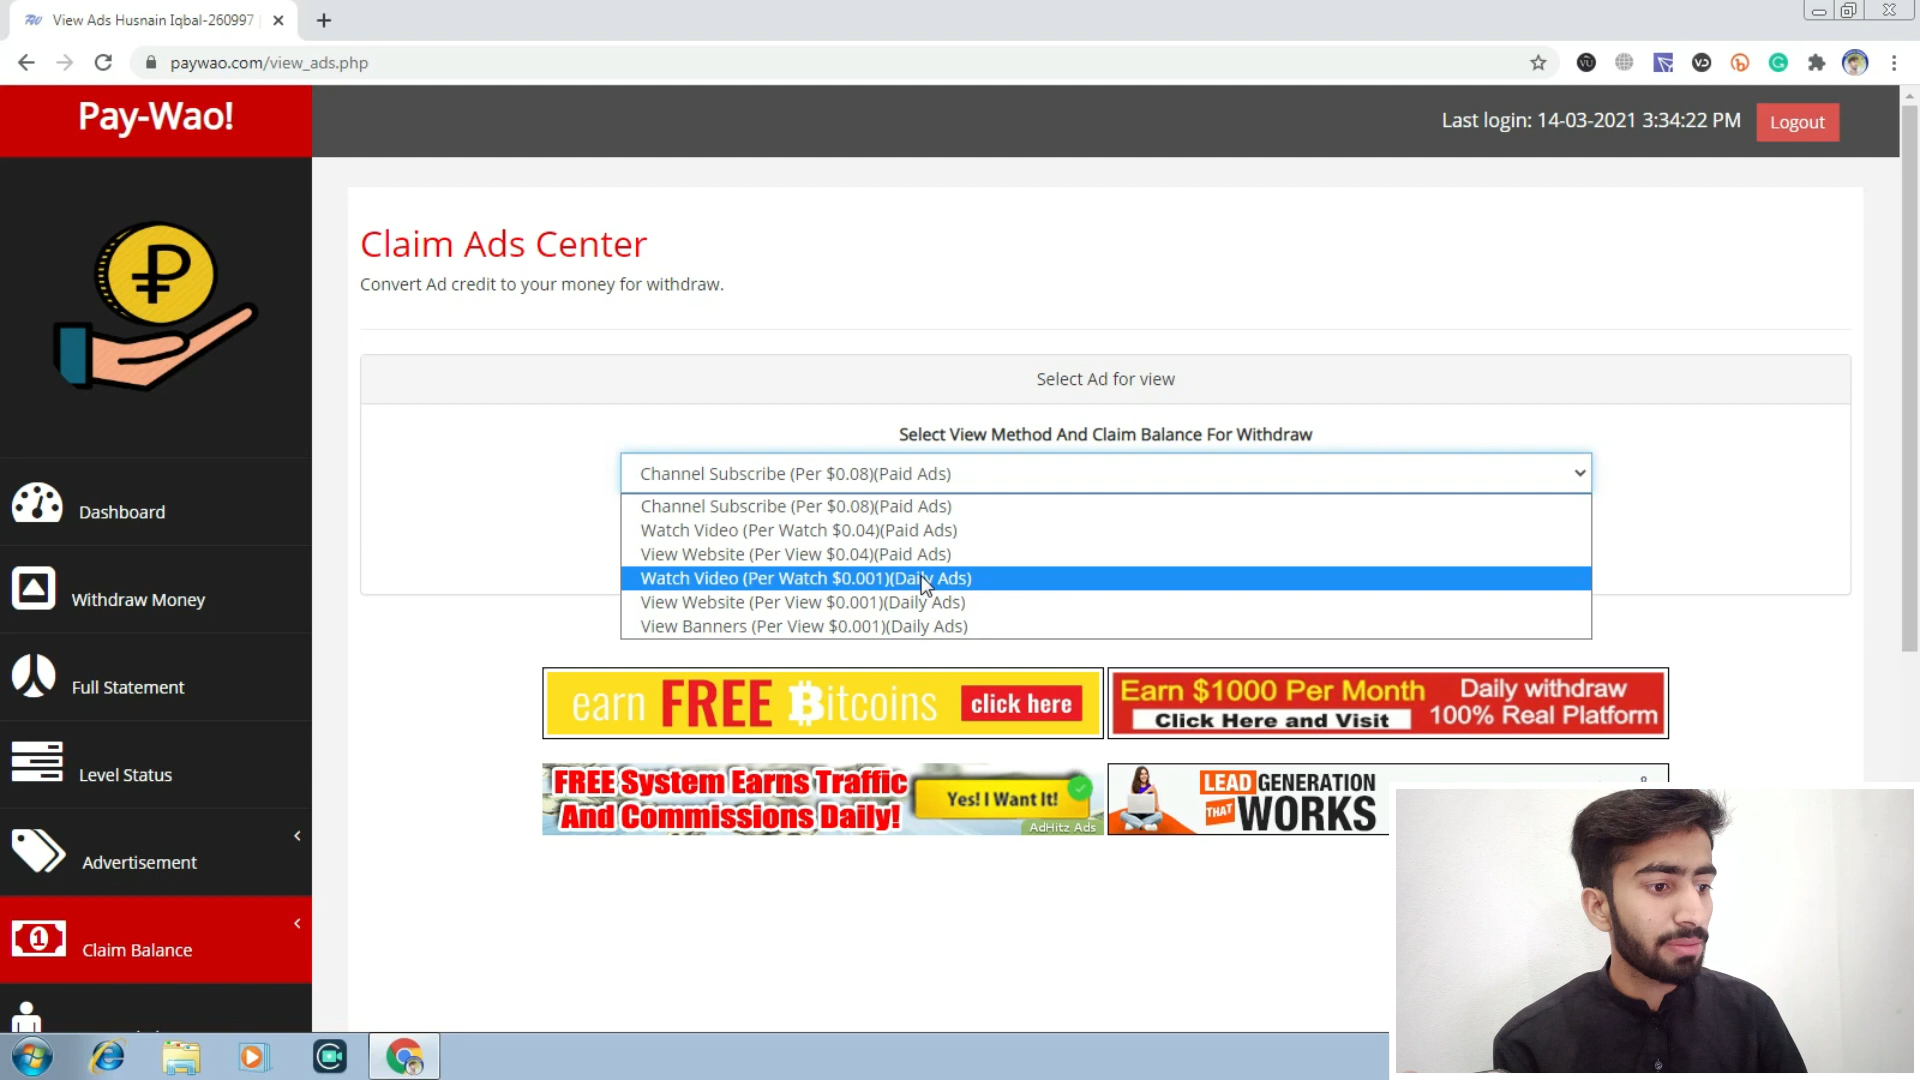 View Ads Husnain Iqbal-260997
paywao.com/view_ads.php
Pay-Wao!
Last login: 14-03-2021 3:34:22 PM
Logout
Claim Ads Center
Convert Ad credit to your money for withdraw.
Select Ad for view
Select View Method And Claim Balance For Withdraw
Channel Subscribe (Per $0.08)(Paid Ads)
Channel Subscribe (Per $0.08)(Paid Ads)
Watch Video (Per Watch $0.04)(Paid Ads)
View Website (Per View $0.04)(Paid Ads)
Watch Video (Per Watch $0.001)(Daily Ads)
View Website (Per View $0.001)(Daily Ads)
View Banners (Per View $0.001)(Daily Ads)
Dashboard
Withdraw Money
Full Statement
Level Status
Advertisement
Claim Balance
earn FREE Bitcoins click here
Earn $1000 Per Month
Click Here and Visit
Daily withdraw
100% Real Platform
FREE System Earns Traffic
And Commissions Daily!
Yes! I Want It!
AdHitz Ads
LEAD GENERATION
THAT WORKS